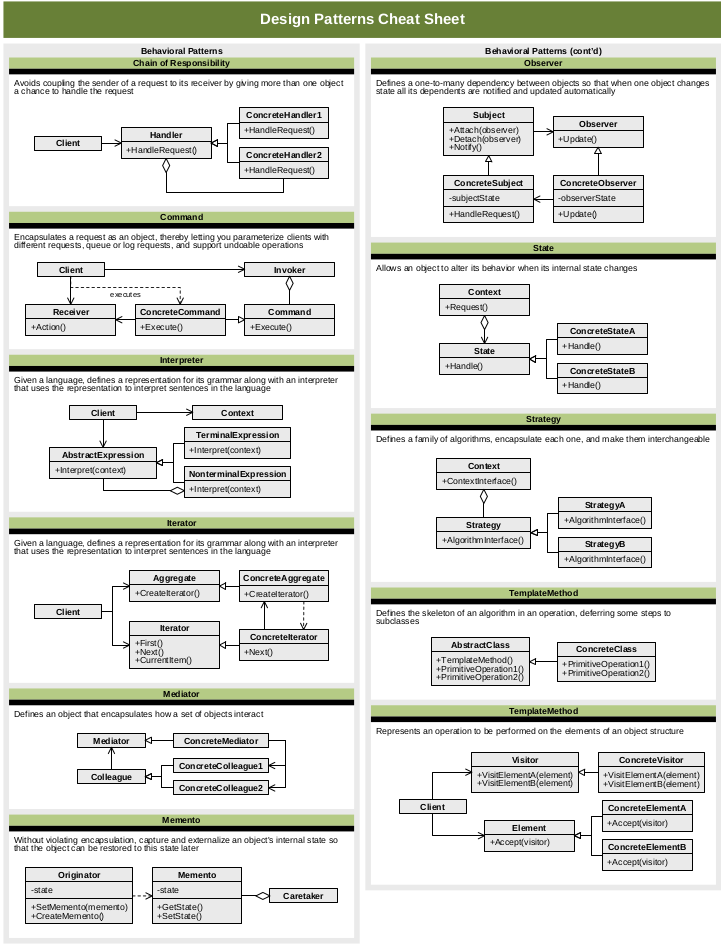 Design Patterns Cheat Sheet
Behavioral Patterns
Chain of Responsibility
Avoids coupling the sender of a request to its receiver by giving more than one object
a chance to handle the request
Client
Handler
+HandleRequest()
ConcreteHandler1
+HandleRequest()
ConcreteHandler2
+HandleRequest()
Command
Encapsulates a request as an object, thereby letting you parameterize clients with
different requests, queue or log requests, and support undoable operations
Client
Invoker
executes
Receiver
+Action()
ConcreteCommand
+Execute()
Command
+Execute()
Interpreter
Given a language, defines a representation for its grammar along with an interpreter
that uses the representation to interpret sentences in the language
Client
Context
AbstractExpression
+Interpret(context)
TerminalExpression
+Interpret(context)
NonterminalExpression
+Interpret(context)
Iterator
Given a language, defines a representation for its grammar along with an interpreter
that uses the representation to interpret sentences in the language
Client
Aggregate
+CreateIterator()
ConcreteAggregate
+CreateIterator()
Iterator
+First()
+Next()
+CurrentItem()
ConcreteIterator
+Next()
Mediator
Defines an object that encapsulates how a set of objects interact
Mediator
ConcreteMediator
Colleague
ConcreteColleague1
ConcreteColleague2
Memento
Without violating encapsulation, capture and externalize an object's internal state so
that the object can be restored to this state later
Originator
-state
+SetMemento(memento)
+CreateMemento()
Memento
-state
+GetState()
+SetState()
Caretaker
Behavioral Patterns (cont'd)
Observer
Defines a one-to-many dependency between objects so that when one object changes
state all its dependents are notified and updated automatically
Subject
+Attach(observer)
+Detach(observer)
+Notify()
Observer
+Update()
ConcreteSubject
-subjectState
+HandleRequest()
ConcreteObserver
-observerState
+Update()
State
Allows an object to alter its behavior when its internal state changes
Context
+Request()
State
+Handle()
ConcreteStateA
+Handle()
ConcreteStateB
+Handle()
Strategy
Defines a family of algorithms, encapsulate each one, and make them interchangeable
Context
+ContextInterface()
Strategy
+AlgorithmInterface()
StrategyA
+AlgorithmInterface()
StrategyB
+AlgorithmInterface()
TemplateMethod
Defines the skeleton of an algorithm in an operation, deferring some steps to
subclasses
AbstractClass
+TemplateMethod()
+PrimitiveOperation1()
+PrimitiveOperation2()
ConcreteClass
+PrimitiveOperation1()
+PrimitiveOperation2()
TemplateMethod
Represents an operation to be performed on the elements of an object structure
Visitor
+VisitElementA(element)
+VisitElementB(element)
ConcreteVisitor
+VisitElementA(element)
+VisitElementB(element)
Client
Element
+Accept(visitor)
ConcreteElementA
+Accept(visitor)
ConcreteElementB
+Accept(visitor)